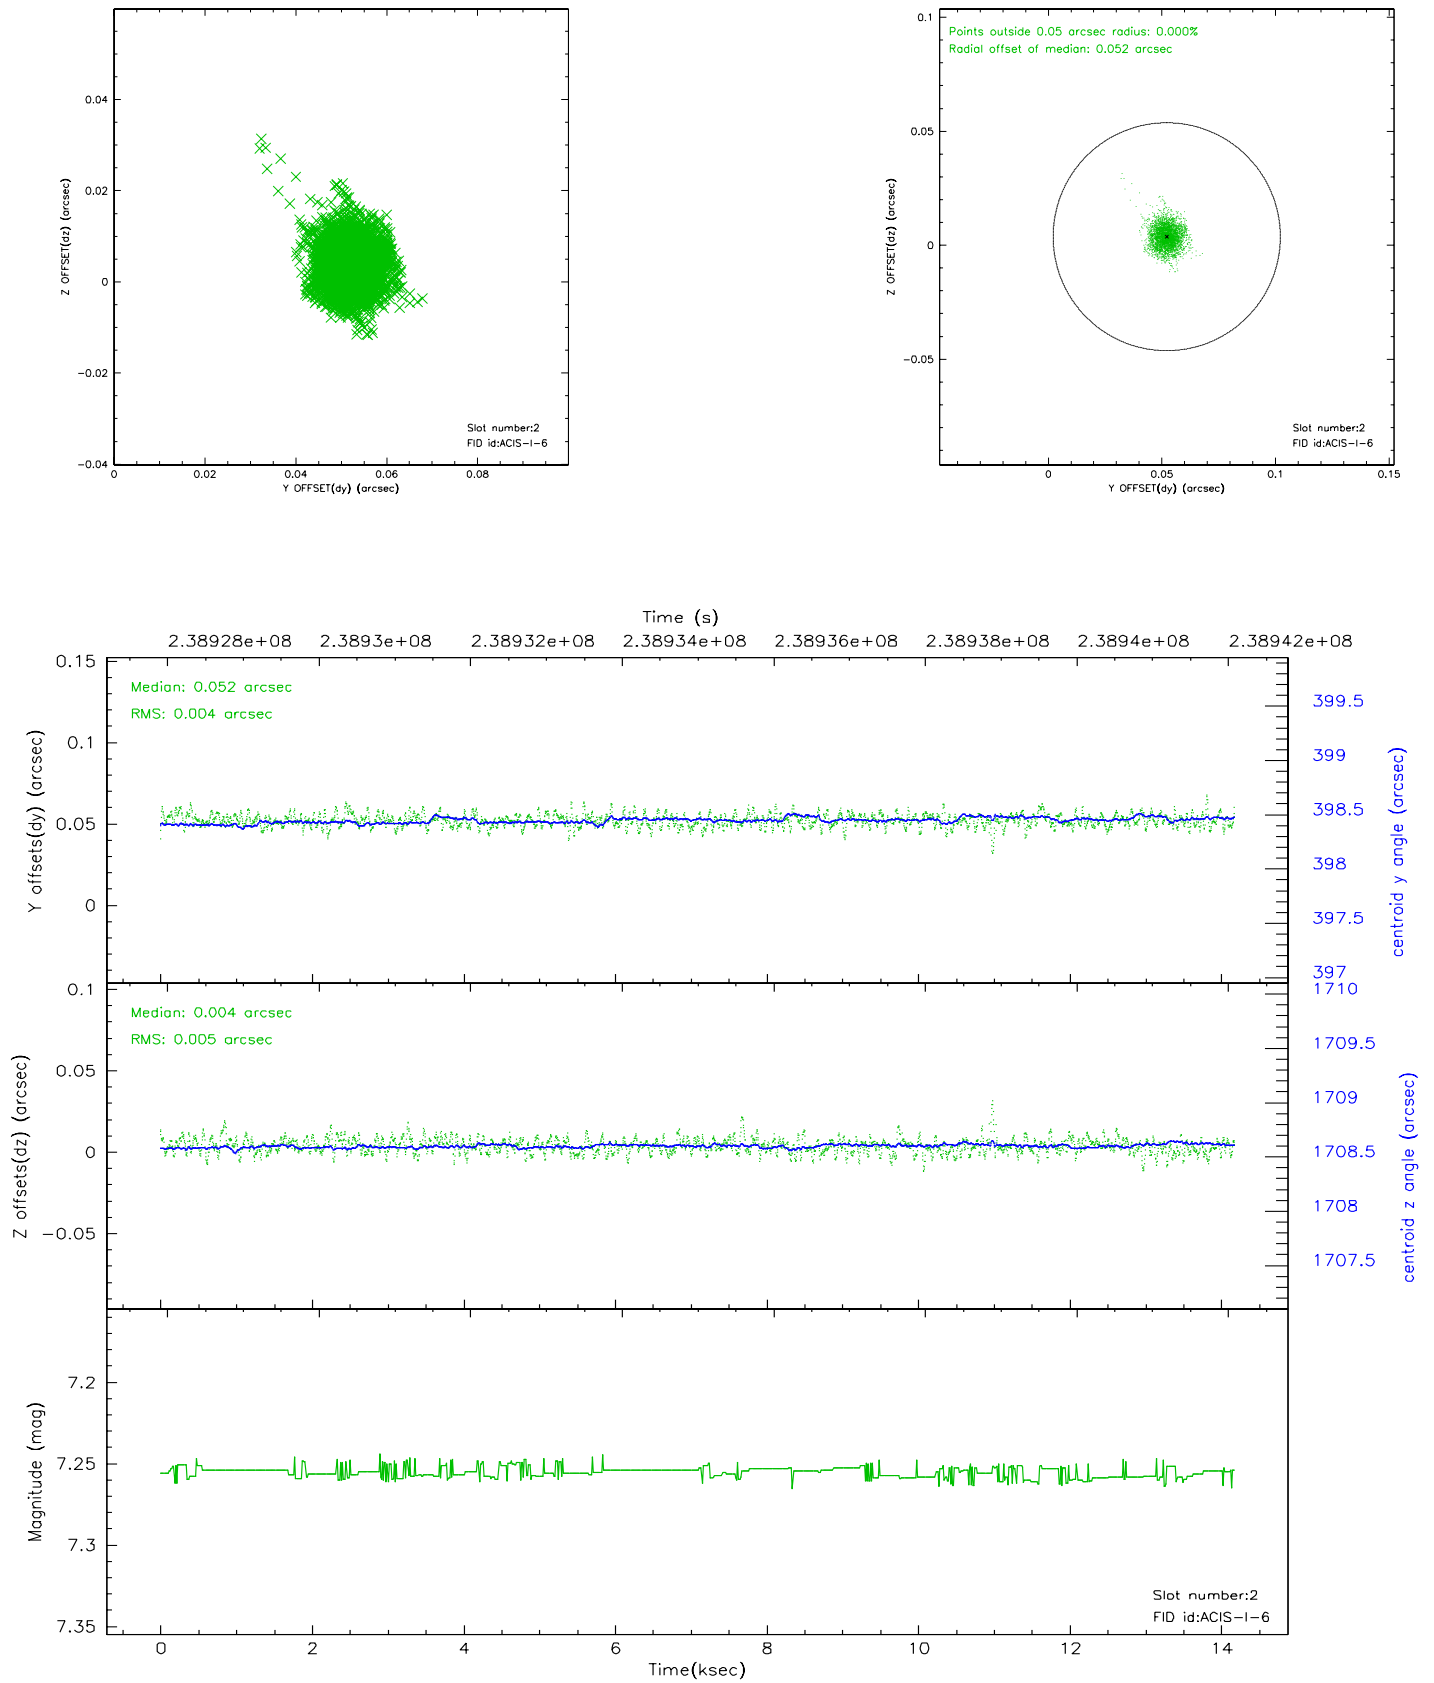 0.04
0.02
0
−0.02
−0.04
0
0.02
0.04
0.06
0.08
Z OFFSET(dz) (arcsec)
Y OFFSET(dy) (arcsec)
Slot number:2
FID id:ACIS−I−6
Points outside 0.05 arcsec radius: 0.000%
Radial offset of median: 0.052 arcsec
0.1
0.05
0
−0.05
0
0.05
0.1
0.15
Z OFFSET(dz) (arcsec)
Y OFFSET(dy) (arcsec)
Slot number:2
FID id:ACIS−I−6
Time (s)
2.38928e+08 2.3893e+08 2.38932e+08 2.38934e+08 2.38936e+08 2.38938e+08 2.3894e+08 2.38942e+08
Median: 0.052 arcsec
RMS: 0.004 arcsec
0.15
0.1
0.05
0
Y offsets(dy) (arcsec)
399.5
399
398.5
398
397.5
397
centroid y angle (arcsec)
Median: 0.004 arcsec
RMS: 0.005 arcsec
0.1
0.05
0
−0.05
Z offsets(dz) (arcsec)
1710
1709.5
1709
1708.5
1708
1707.5
centroid z angle (arcsec)
7.2
7.25
7.3
7.35
Magnitude (mag)
Slot number:2
FID id:ACIS−I−6
0 2 4 6 8 10 12 14
Time(ksec)